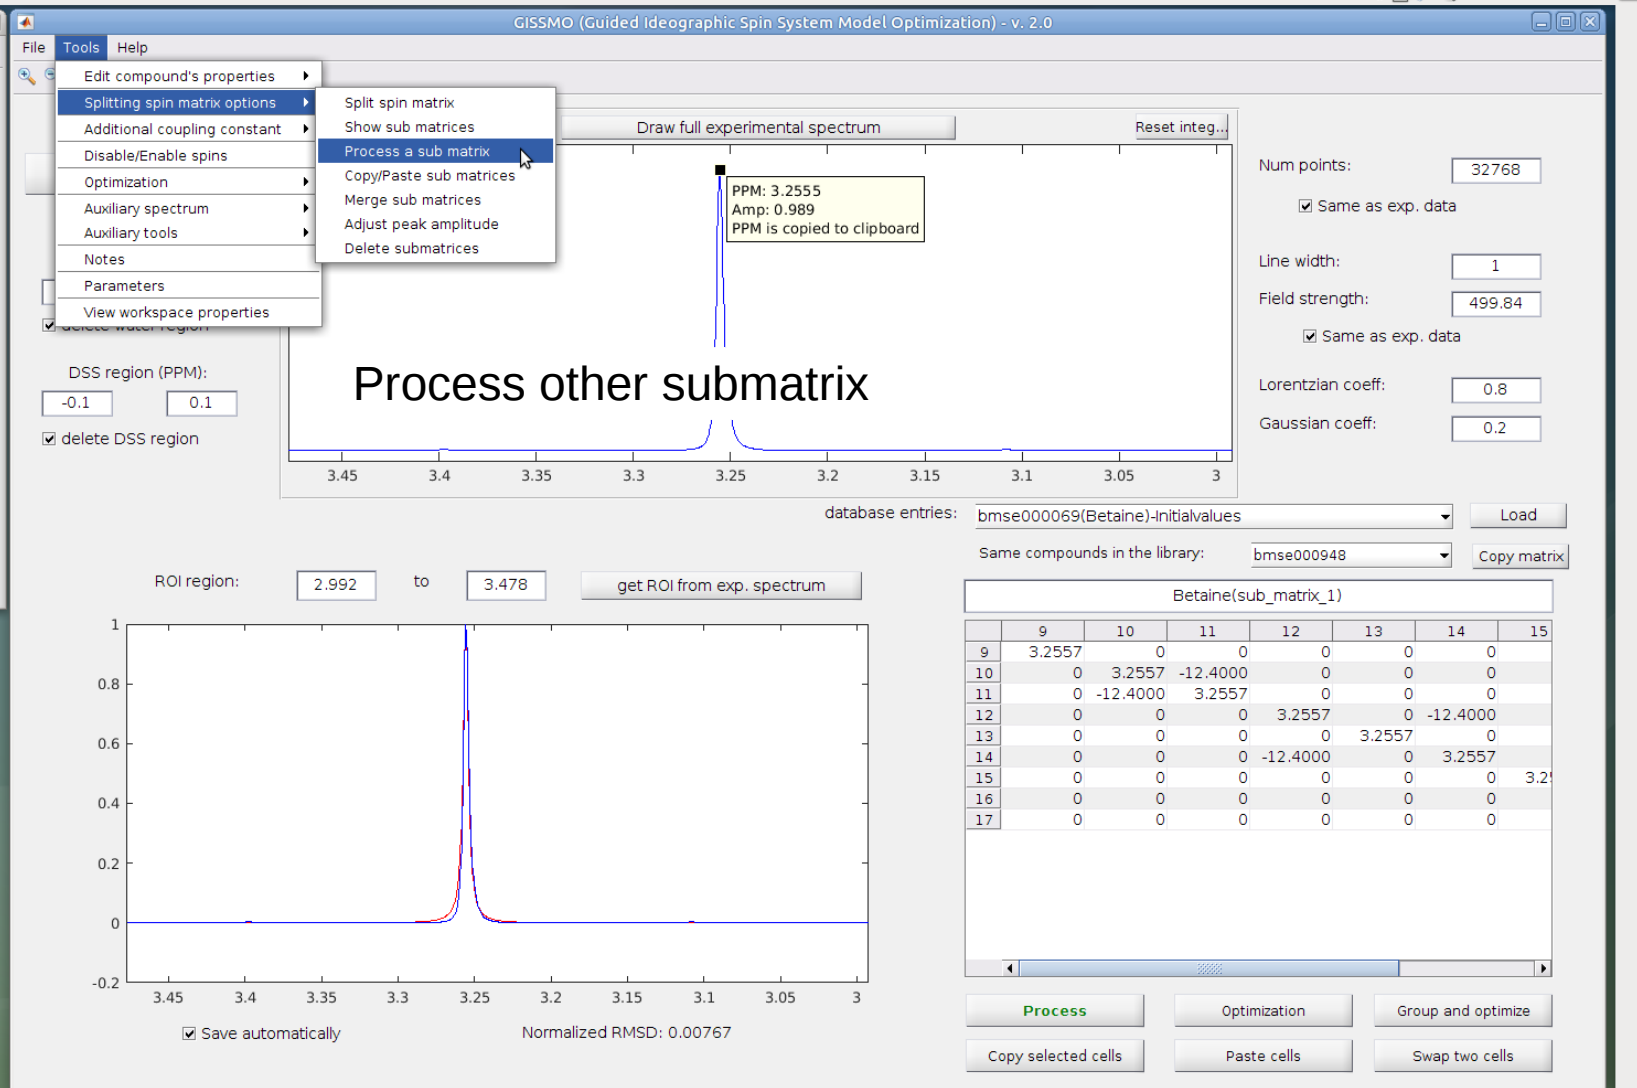 GISSMO (Guided Ideographic Spin System Model Optimization) - v. 2.0
File Tools Help
Edit compound's properties
Splitting spin matrix options
Additional coupling constant
Disable/Enable spins
Optimization
Auxiliary spectrum
Auxiliary tools
Notes
Parameters
View workspace properties
Split spin matrix
Show sub matrices
Process a sub matrix
Copy/Paste sub matrices
Merge sub matrices
Adjust peak amplitude
Delete submatrices
Draw full experimental spectrum
Reset integ...
PPM: 3.2555
Amp: 0.989
PPM is copied to clipboard
Process other submatrix
3.45 3.4 3.35 3.3 3.25 3.2 3.15 3.1 3.05 3
Num points: 32768
Same as exp. data
Line width: 1
Field strength: 499.84
Same as exp. data
Lorentzian coeff: 0.8
Gaussian coeff: 0.2
delete water region
DSS region (PPM):
-0.1 0.1
delete DSS region
database entries: bmse000069(Betaine)-Initialvalues Load
Same compounds in the library: bmse000948 Copy matrix
ROI region: 2.992 to 3.478 get ROI from exp. spectrum
1
0.8
0.6
0.4
0.2
0
-0.2
3.45 3.4 3.35 3.3 3.25 3.2 3.15 3.1 3.05 3
Save automatically Normalized RMSD: 0.00767
Betaine(sub_matrix_1)
9 10 11 12 13 14 15
9 3.2557 0 0 0 0 0
10 0 3.2557 -12.4000 0 0 0
11 0 -12.4000 3.2557 0 0 0
12 0 0 0 3.2557 0 -12.4000
13 0 0 0 0 3.2557 0
14 0 0 0 -12.4000 0 3.2557
15 0 0 0 0 0 0
16 0 0 0 0 0 0
17 0 0 0 0 0 0
Process Optimization Group and optimize
Copy selected cells Paste cells Swap two cells